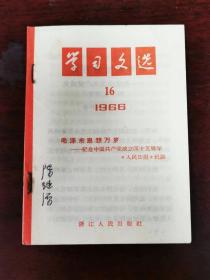 学习文选
16
1966
毛泽东思想万岁
——纪念中国共产党成立四十五周年
《人民日报》社论
浙江人民出版社